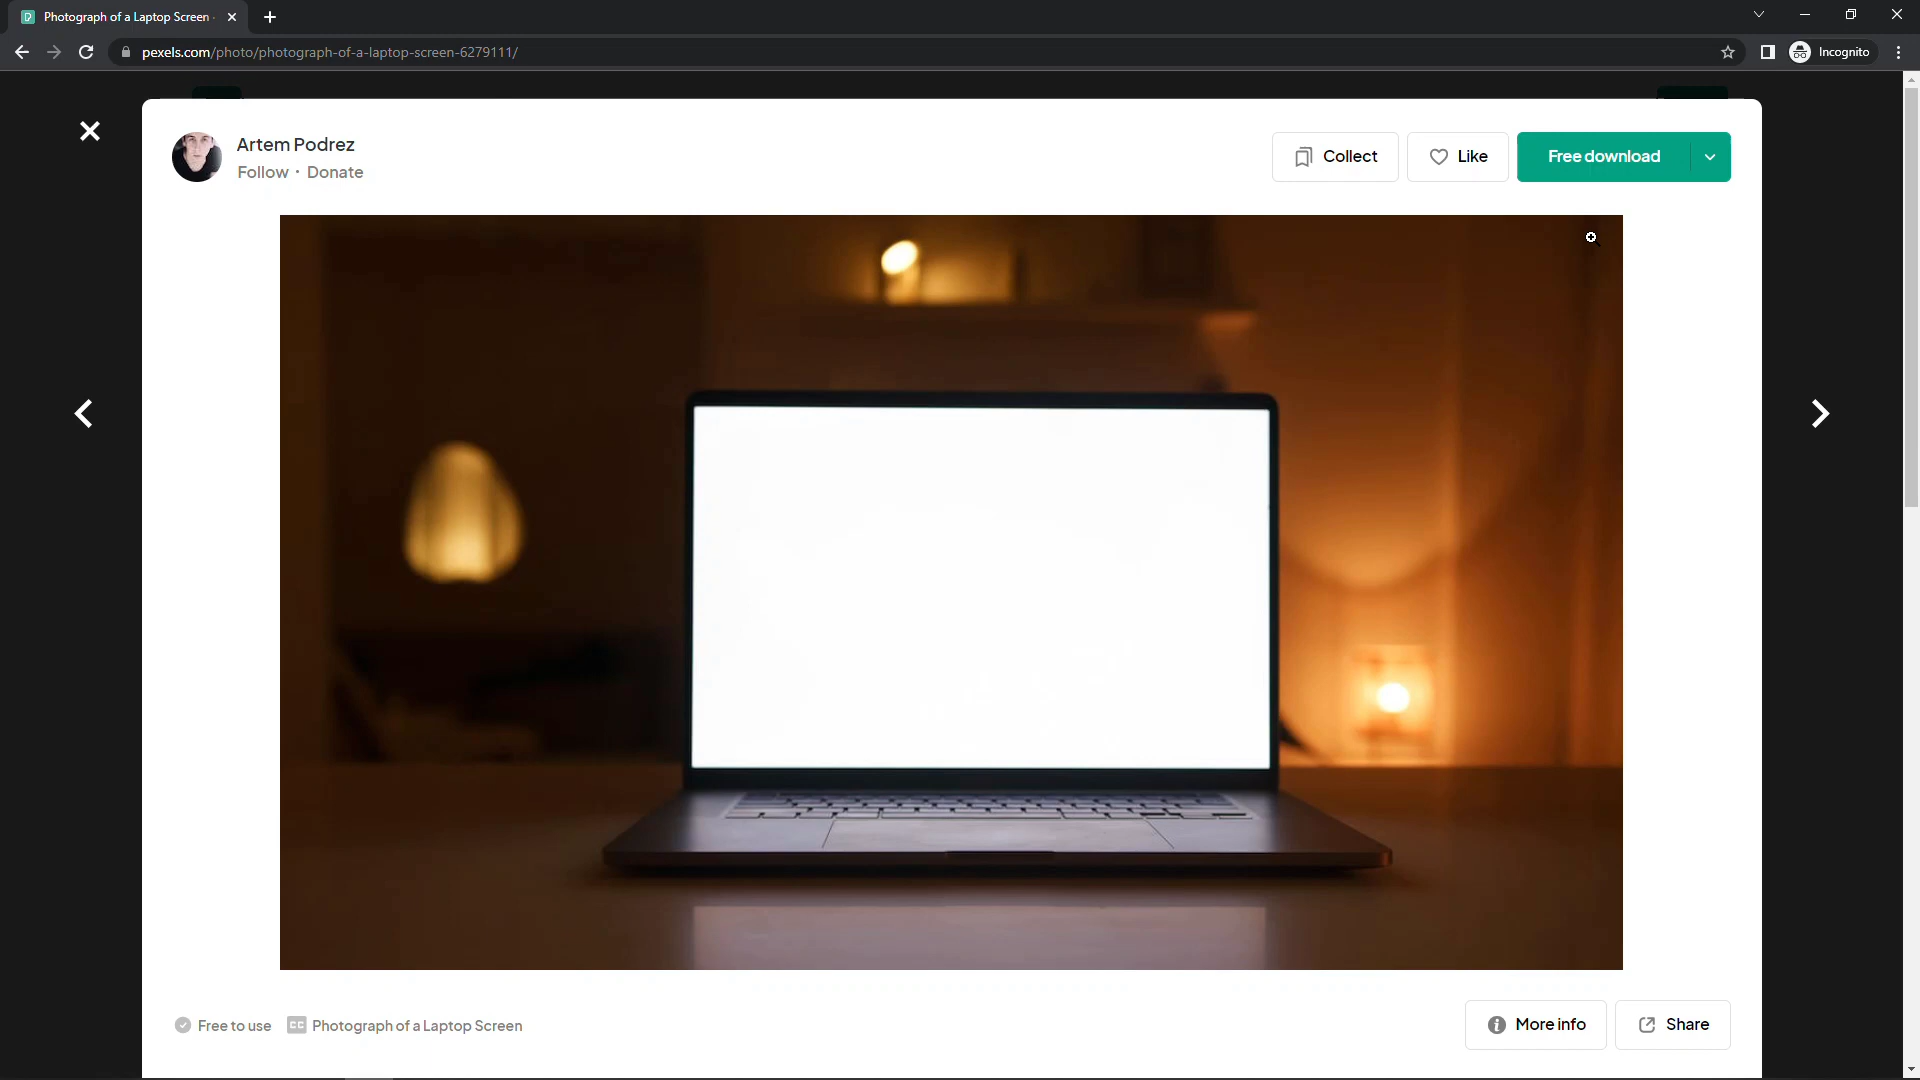 Photograph of a Laptop Screen
pexels.com/photo/photograph-of-a-laptop-screen-6279111/
Incognito
Artem Podrez
Follow • Donate
Collect
Like
Free download
Free to use
CC
Photograph of a Laptop Screen
More info
Share